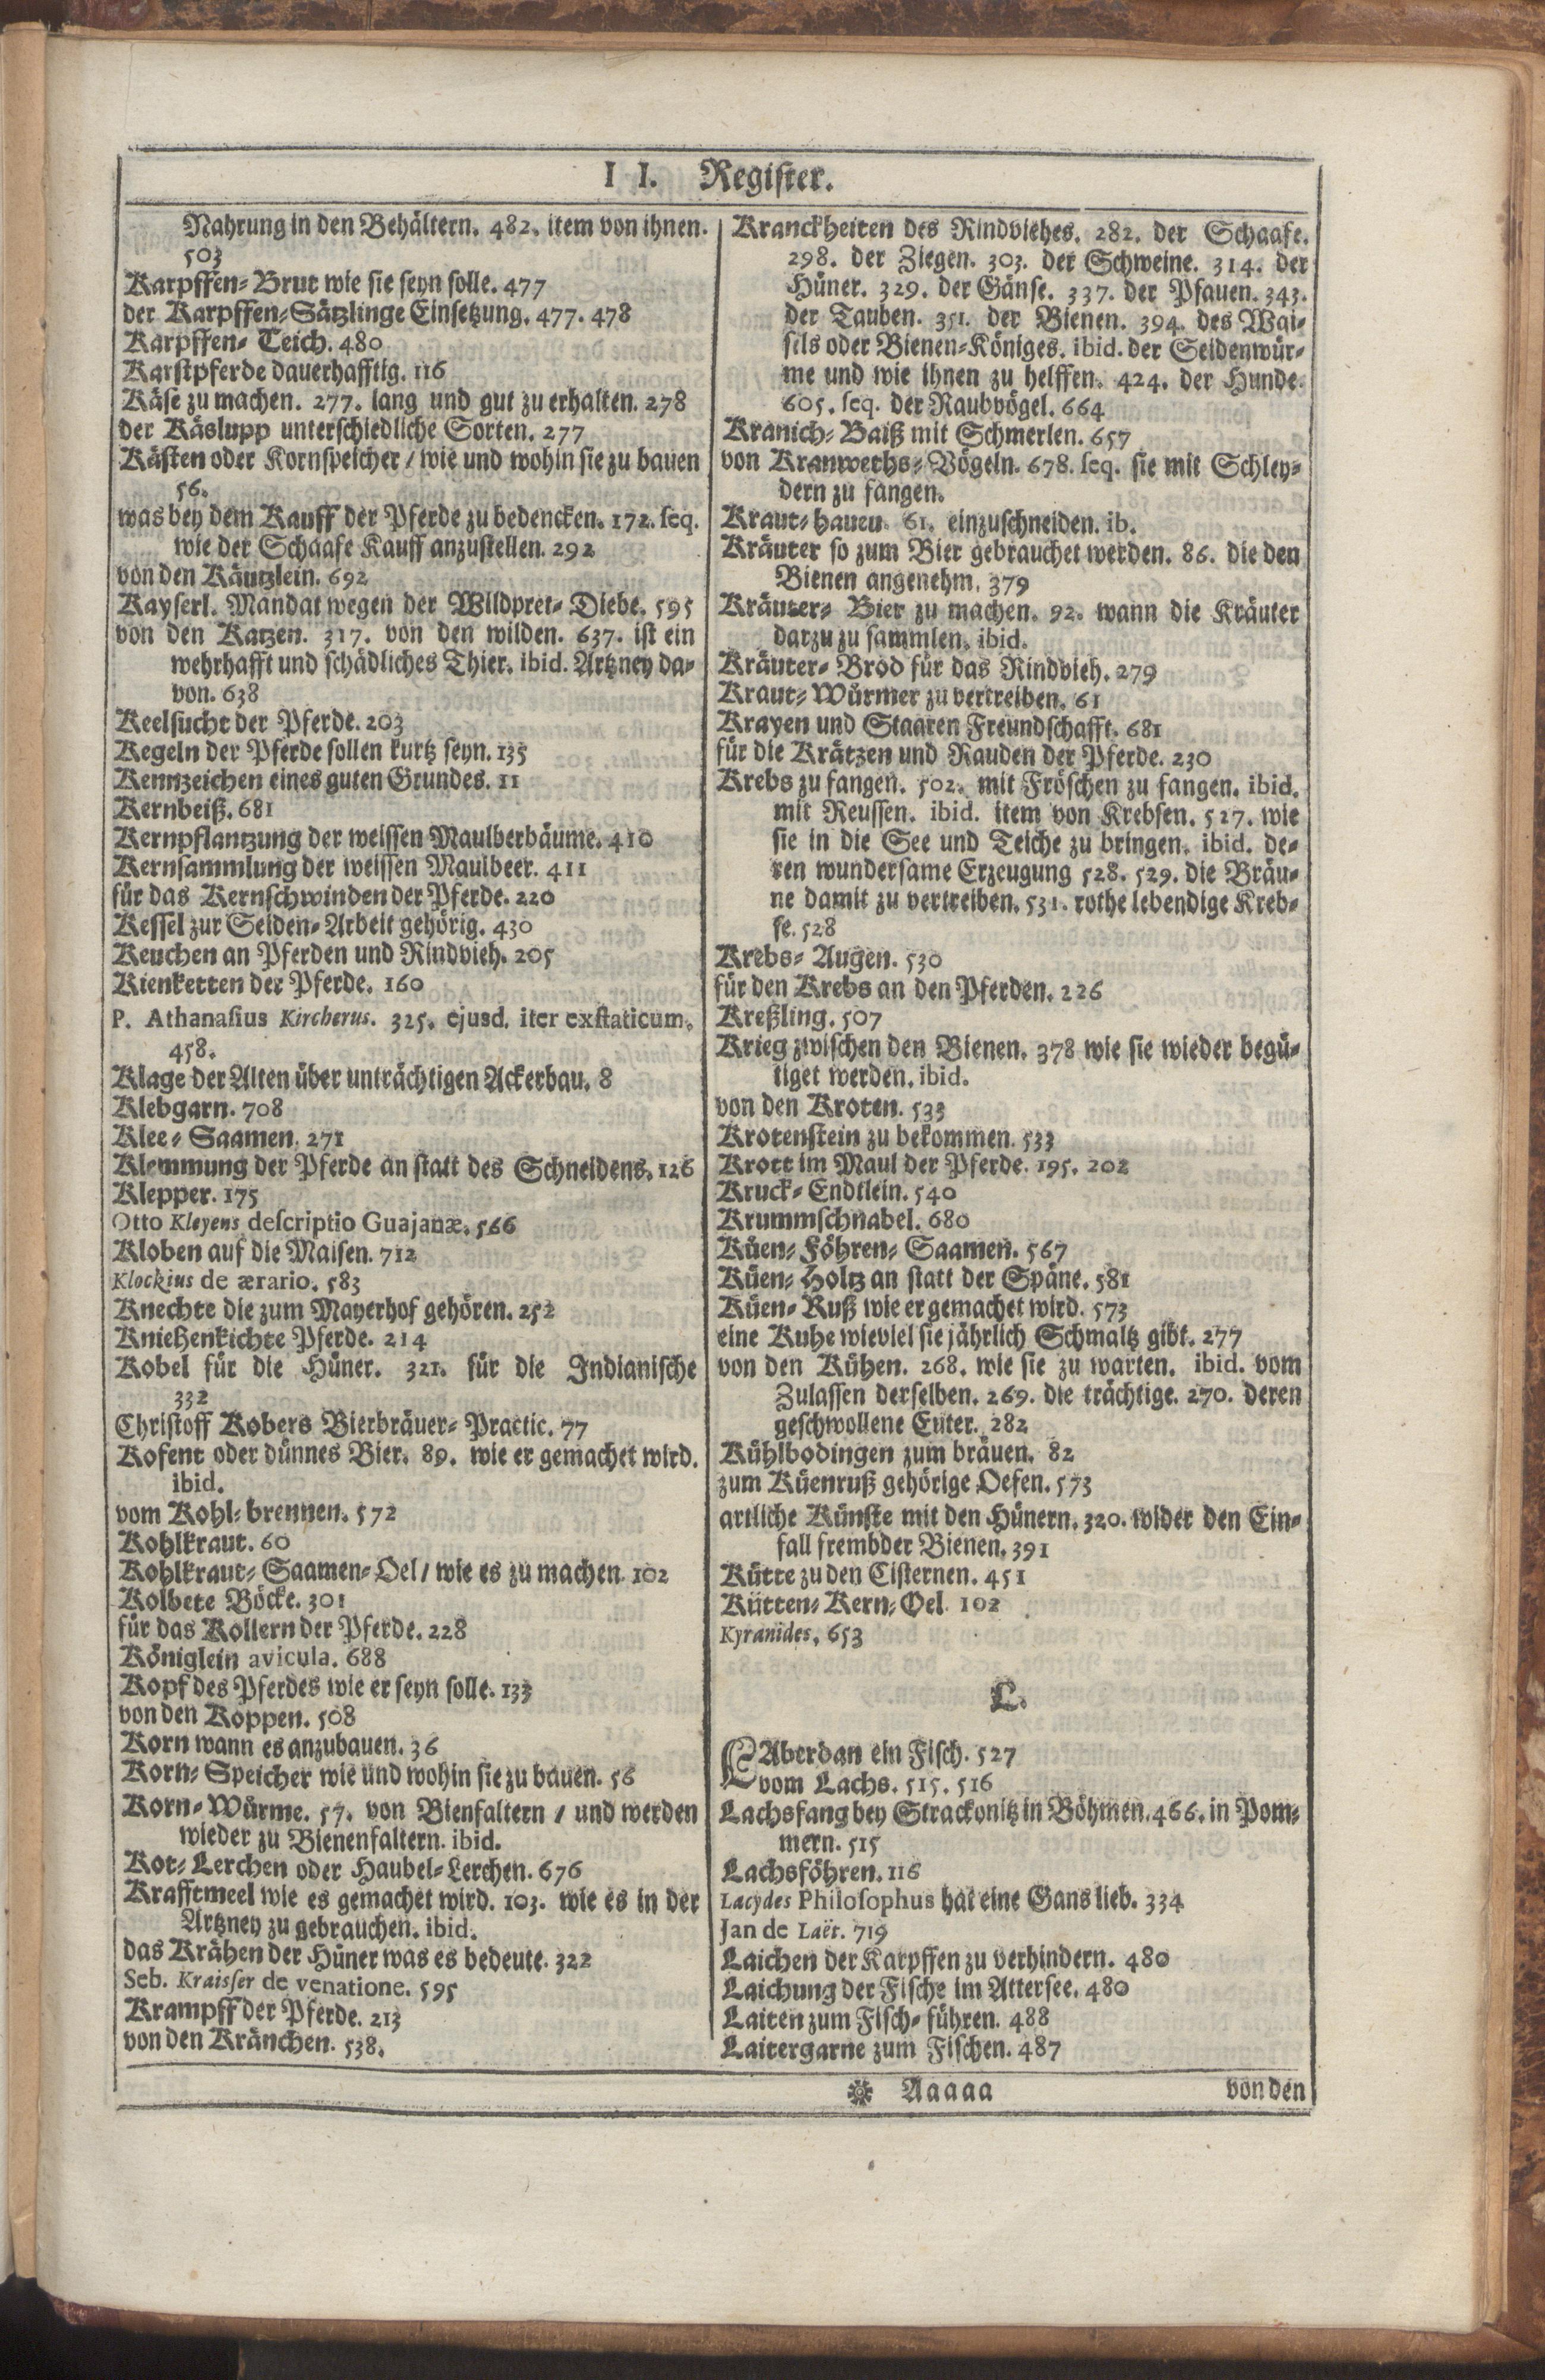 I I. Register.
Nahrung in den Behältern. 482. item von ihnen.
503
Karpffen-Brut wie sie seyn solle. 477
der Karpffen-Sätzlinge Einsetzung. 477. 478
Karpffen-Teich. 480
Karstpferde dauerhafftig. 116
Käse zu machen. 277. lang und gut zu erhalten. 278
der Käslupp unterschiedliche Sorten. 277
Kästen oder Kornspeicher / wie und wohin sie zu bauen
56.
was bey dem Kauff der Pferde zu bedencken. 172. seq.
wie der Schaafe Kauff anzustellen. 292
von den Käutzlein. 692
Kayserl. Mandat wegen der Wildpret-Diebe. 595
von den Katzen. 317. von den wilden. 637. ist ein
wehrhafft und schädliches Thier. ibid. Artzney da-
von. 638
Keelsucht der Pferde. 203
Kegeln der Pferde sollen kurtz seyn. 135
Kennzeichen eines guten Grundes. 11
Kernbeiß. 681
Kernpflantzung der weissen Maulberbäume. 410
Kernsammlung der weissen Maulbeer. 411
für das Kernschwinden der Pferde. 220
Kessel zur Seiden-Arbeit gehörig. 430
Keuchen an Pferden und Rindvieh. 205
Kienketten der Pferde. 160
P. Athanasius Kircherus. 325. ejusd. iter exstaticum.
458.
Klage der Alten über unträchtigen Ackerbau. 8
Klebgarn. 708
Klee-Saamen. 271
Klemmung der Pferde an statt des Schneidens. 126
Klepper. 175
Otto Kleyens descriptio Guajanæ. 566
Kloben auf die Maisen. 712
Klockius de ærario. 583
Knechte die zum Mayerhof gehören. 252
Kniehenkichte Pferde. 214
Kobel für die Hüner. 321. für die Indianische
332
Christoff Kobers Bierbräuer-Practic. 77
Kofent oder dünnes Bier. 89. wie er gemachet wird.
ibid.
vom Kohl-brennen. 572
Kohlkraut. 60
Kohlkraut-Saamen-Oel / wie es zu machen. 102
Kolbete Böcke. 301
für das Kollern der Pferde. 228
Königlein avicula. 688
Kopf des Pferdes wie er seyn solle. 133
von den Koppen. 508
Korn wann es anzubauen. 36
Korn-Speicher wie und wohin sie zu bauen. 56
Korn-Würme. 57. von Bienfaltern / und werden
wieder zu Bienenfaltern. ibid.
Kot-Lerchen oder Haubel-Lerchen. 676
Krafftmeel wie es gemachet wird. 103. wie es in der
Artzney zu gebrauchen. ibid.
das Krähen der Hüner was es bedeute. 322
Seb. Kraisser de venatione. 595
Krampff der Pferde. 213
von den Kränchen. 538.
Kranckheiten des Rindviehes. 282. der Schaafe.
298. der Ziegen. 303. der Schweine. 314. der
Hüner. 329. der Gänse. 337. der Pfauen. 343.
der Tauben. 351. der Bienen. 394. des Wai-
sels oder Bienen-Königes. ibid. der Seidenwür-
me und wie ihnen zu helffen. 424. der Hunde.
605. seq. der Raubvögel. 664
Kranich-Baiß mit Schmerlen. 657
von Kranweths-Vögeln. 678. seq. sie mit Schley-
dern zu fangen.
Kraut-hauen. 61. einzuschneiden. ib.
Kräuter so zum Bier gebrauchet werden. 86. die den
Bienen angenehm. 379
Kräuter-Bier zu machen. 92. wann die Kräuter
darzu zu sammlen. ibid.
Kräuter-Brod für das Rindvieh. 279
Kraut-Würmer zu vertreiben. 61
Krayen und Staaren Freundschafft. 681
für die Krätzen und Rauden der Pferde. 230
Krebs zu fangen. 502. mit Fröschen zu fangen. ibid.
mit Reussen. ibid. item von Krebsen. 527. wie
sie in die See und Teiche zu bringen. ibid. de-
ren wundersame Erzeugung 528. 529. die Bräu-
ne damit zu vertreiben. 531. rothe lebendige Kreb-
se. 528
Krebs-Augen. 530
für den Krebs an den Pferden. 226
Kreßling. 507
Krieg zwischen den Bienen. 378 wie sie wieder begü-
tiget werden. ibid.
von den Kroten. 533
Krotenstein zu bekommen. 533
Krott im Maul der Pferde. 195. 202
Kruck-Endtlein. 540
Krummschnabel. 680
Küen-Föhren-Saamen. 567
Küen-Holtz an statt der Späne. 581
Küen-Ruß wie er gemachet wird. 573
eine Kuhe wieviel sie jährlich Schmaltz gibt. 277
von den Kühen. 268. wie sie zu warten. ibid. vom
Zulassen derselben. 269. die trächtige. 270. deren
geschwollene Euter. 282
Kühlbodingen zum bräuen. 82
zum Küenruß gehörige Oefen. 573
artliche Künste mit den Hünern. 320. wider den Ein-
fall frembder Bienen. 391
Kütte zu den Cisternen. 451
Kütten-Kern-Oel. 102
Kyranides. 653
L.
LAberdan ein Fisch. 527
vom Lachs. 515. 516
Lachsfang bey Strackonitz in Böhmen. 466. in Pom-
mern. 515
Lachsföhren. 116
Lacydes Philosophus hat eine Gans lieb. 334
Jan de Laët. 719
Laichen der Karpffen zu verhindern. 480
Laichung der Fische im Attersee. 480
Laiten zum Fisch-führen. 488
Laitergarne zum Fischen. 487
Aaaaa
von den